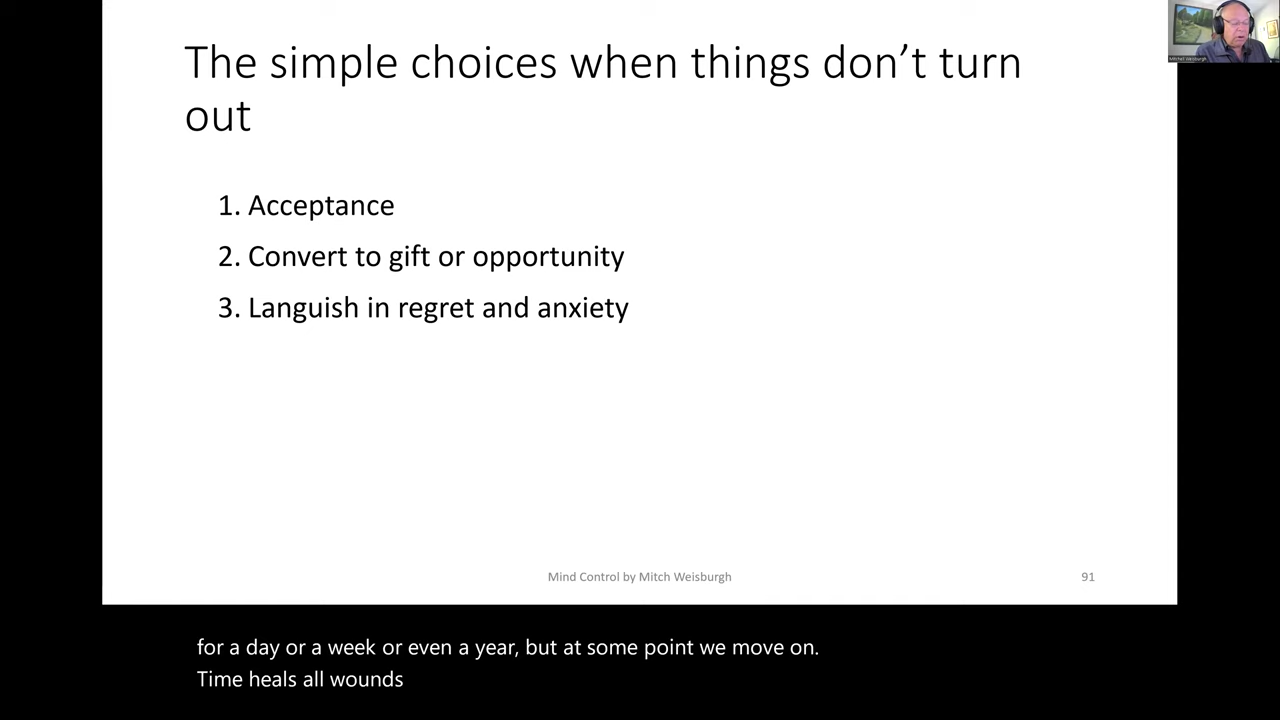 The simple choices when things don’t turn
out
1. Acceptance
2. Convert to gift or opportunity
3. Languish in regret and anxiety
Mind Control by Mitch Weisburgh
91
for a day or a week or even a year, but at some point we move on.
Time heals all wounds